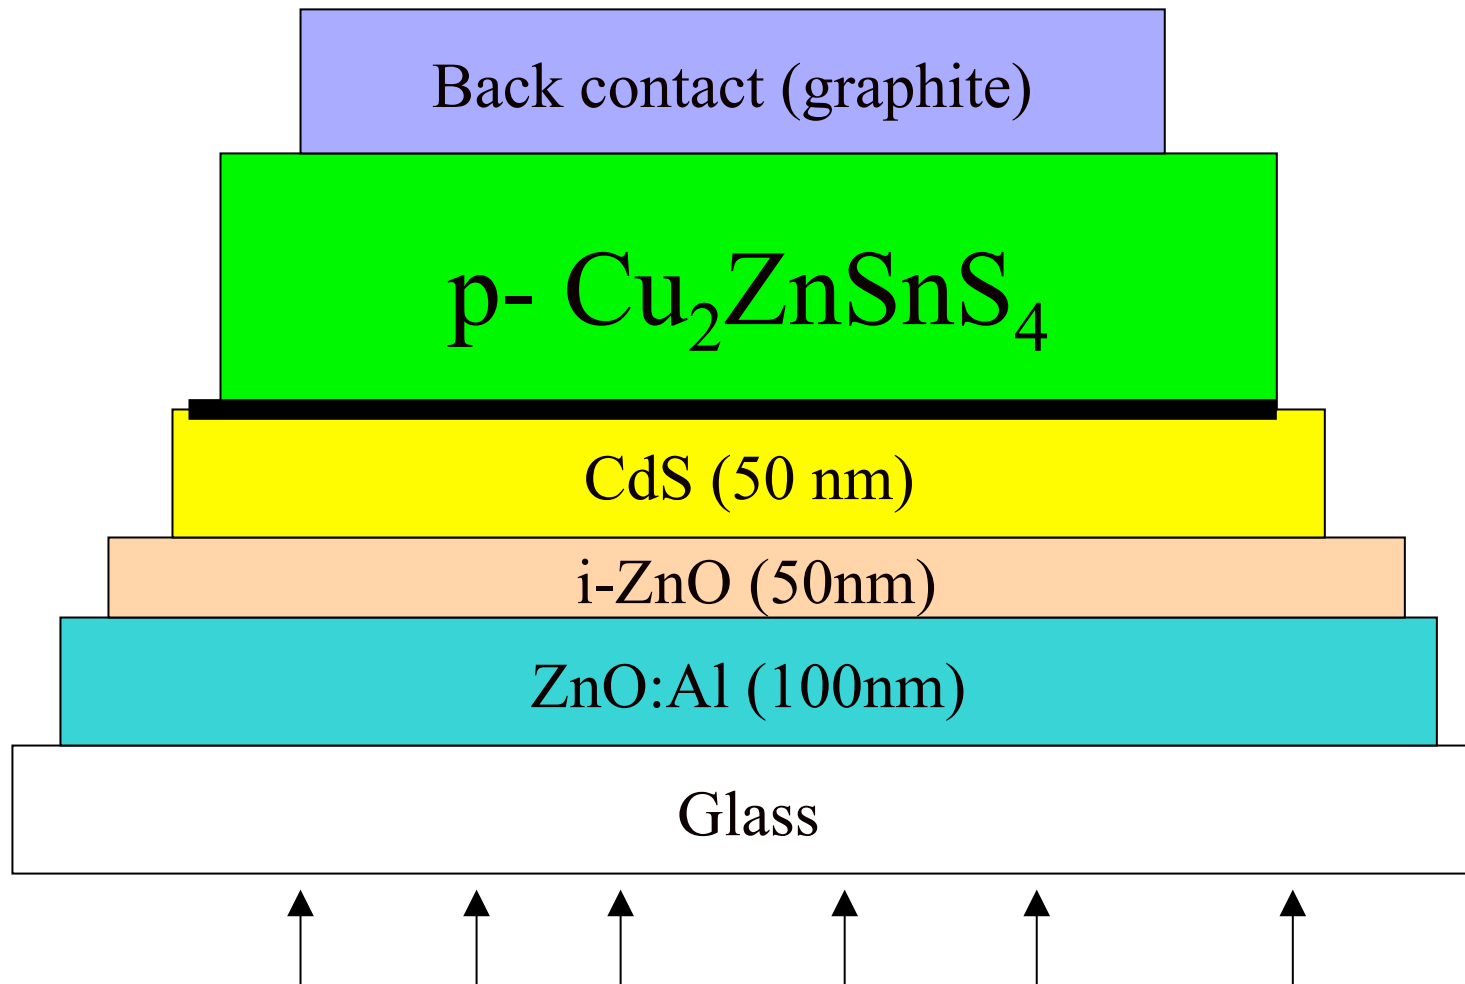 Back contact (graphite)
p- Cu₂ZnSnS₄
CdS (50 nm)
i-ZnO (50nm)
ZnO:Al (100nm)
Glass